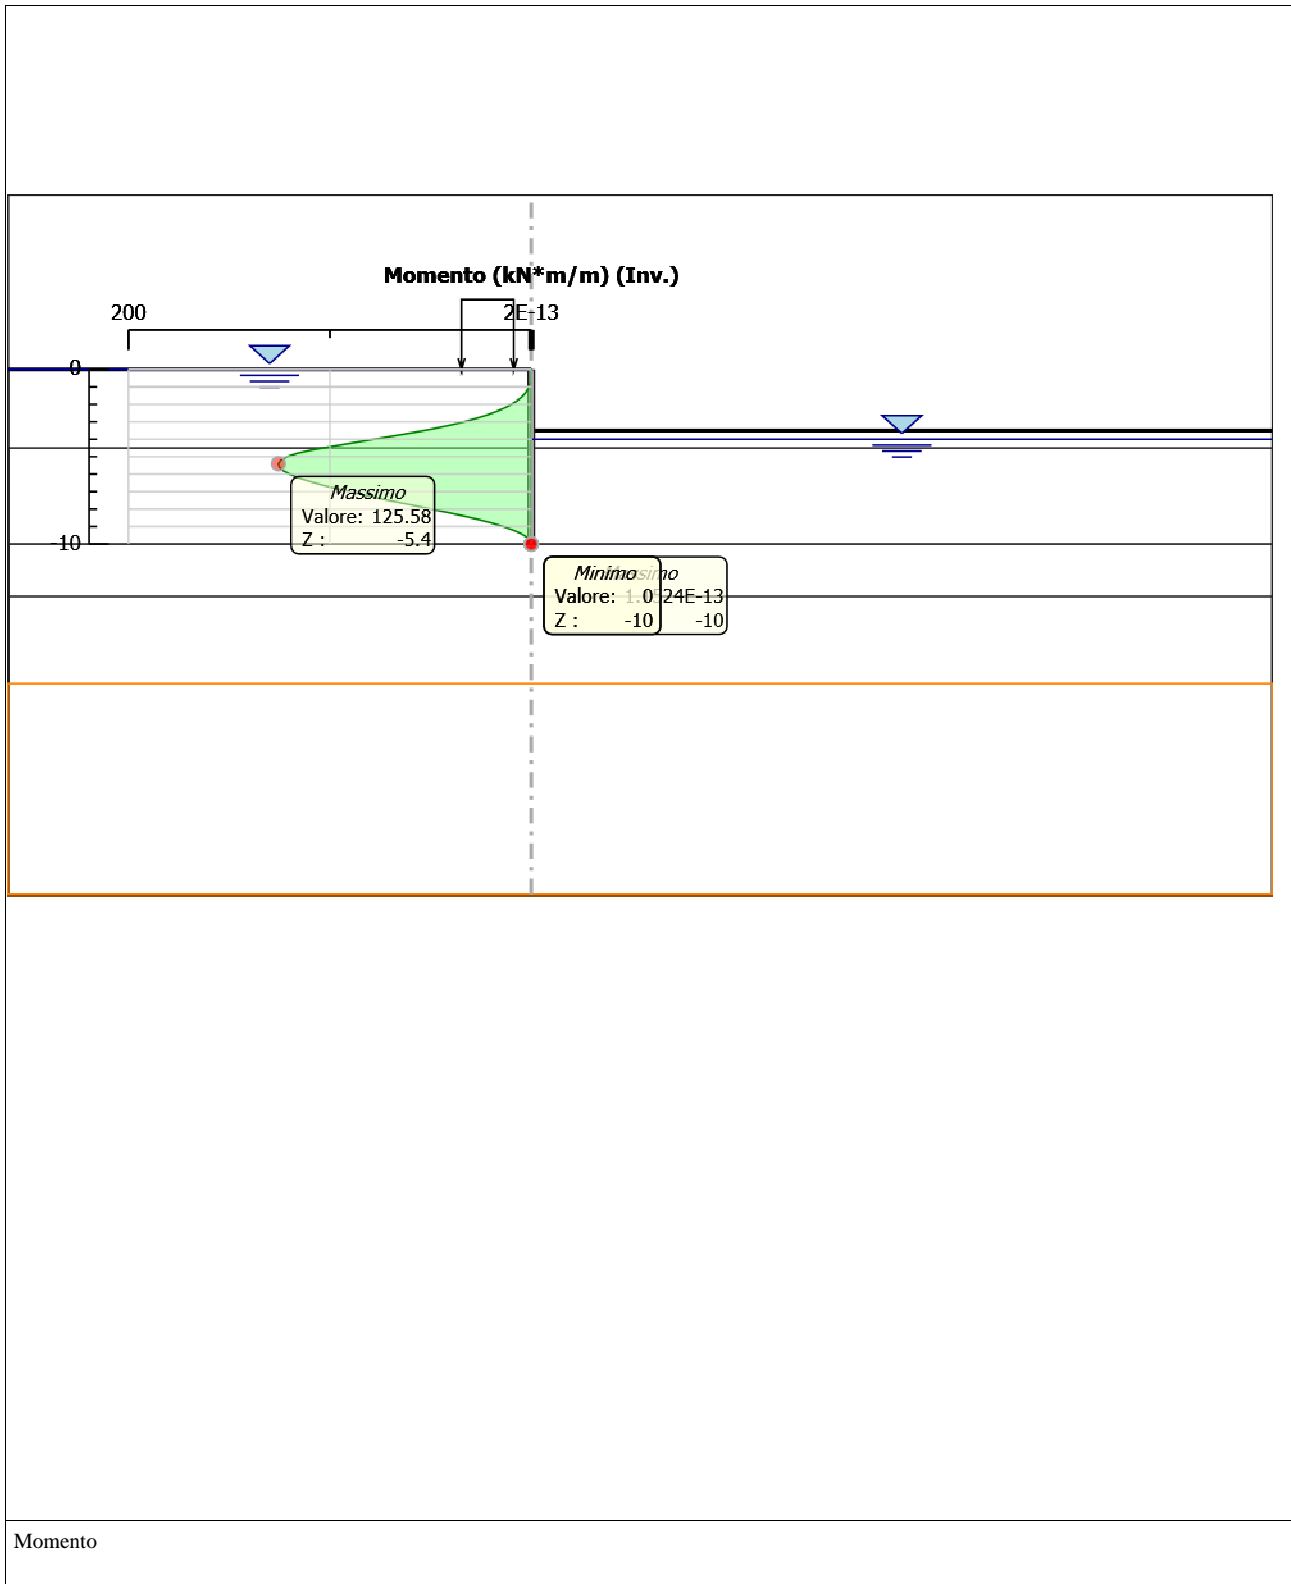 Momento (kN*m/m) (Inv.)
200 2E-13
0
Massimo
Valore: 125.58
Z : -5.4
-10
Minimo
Valore: 0 24E-13
Z : -10 -10
Momento